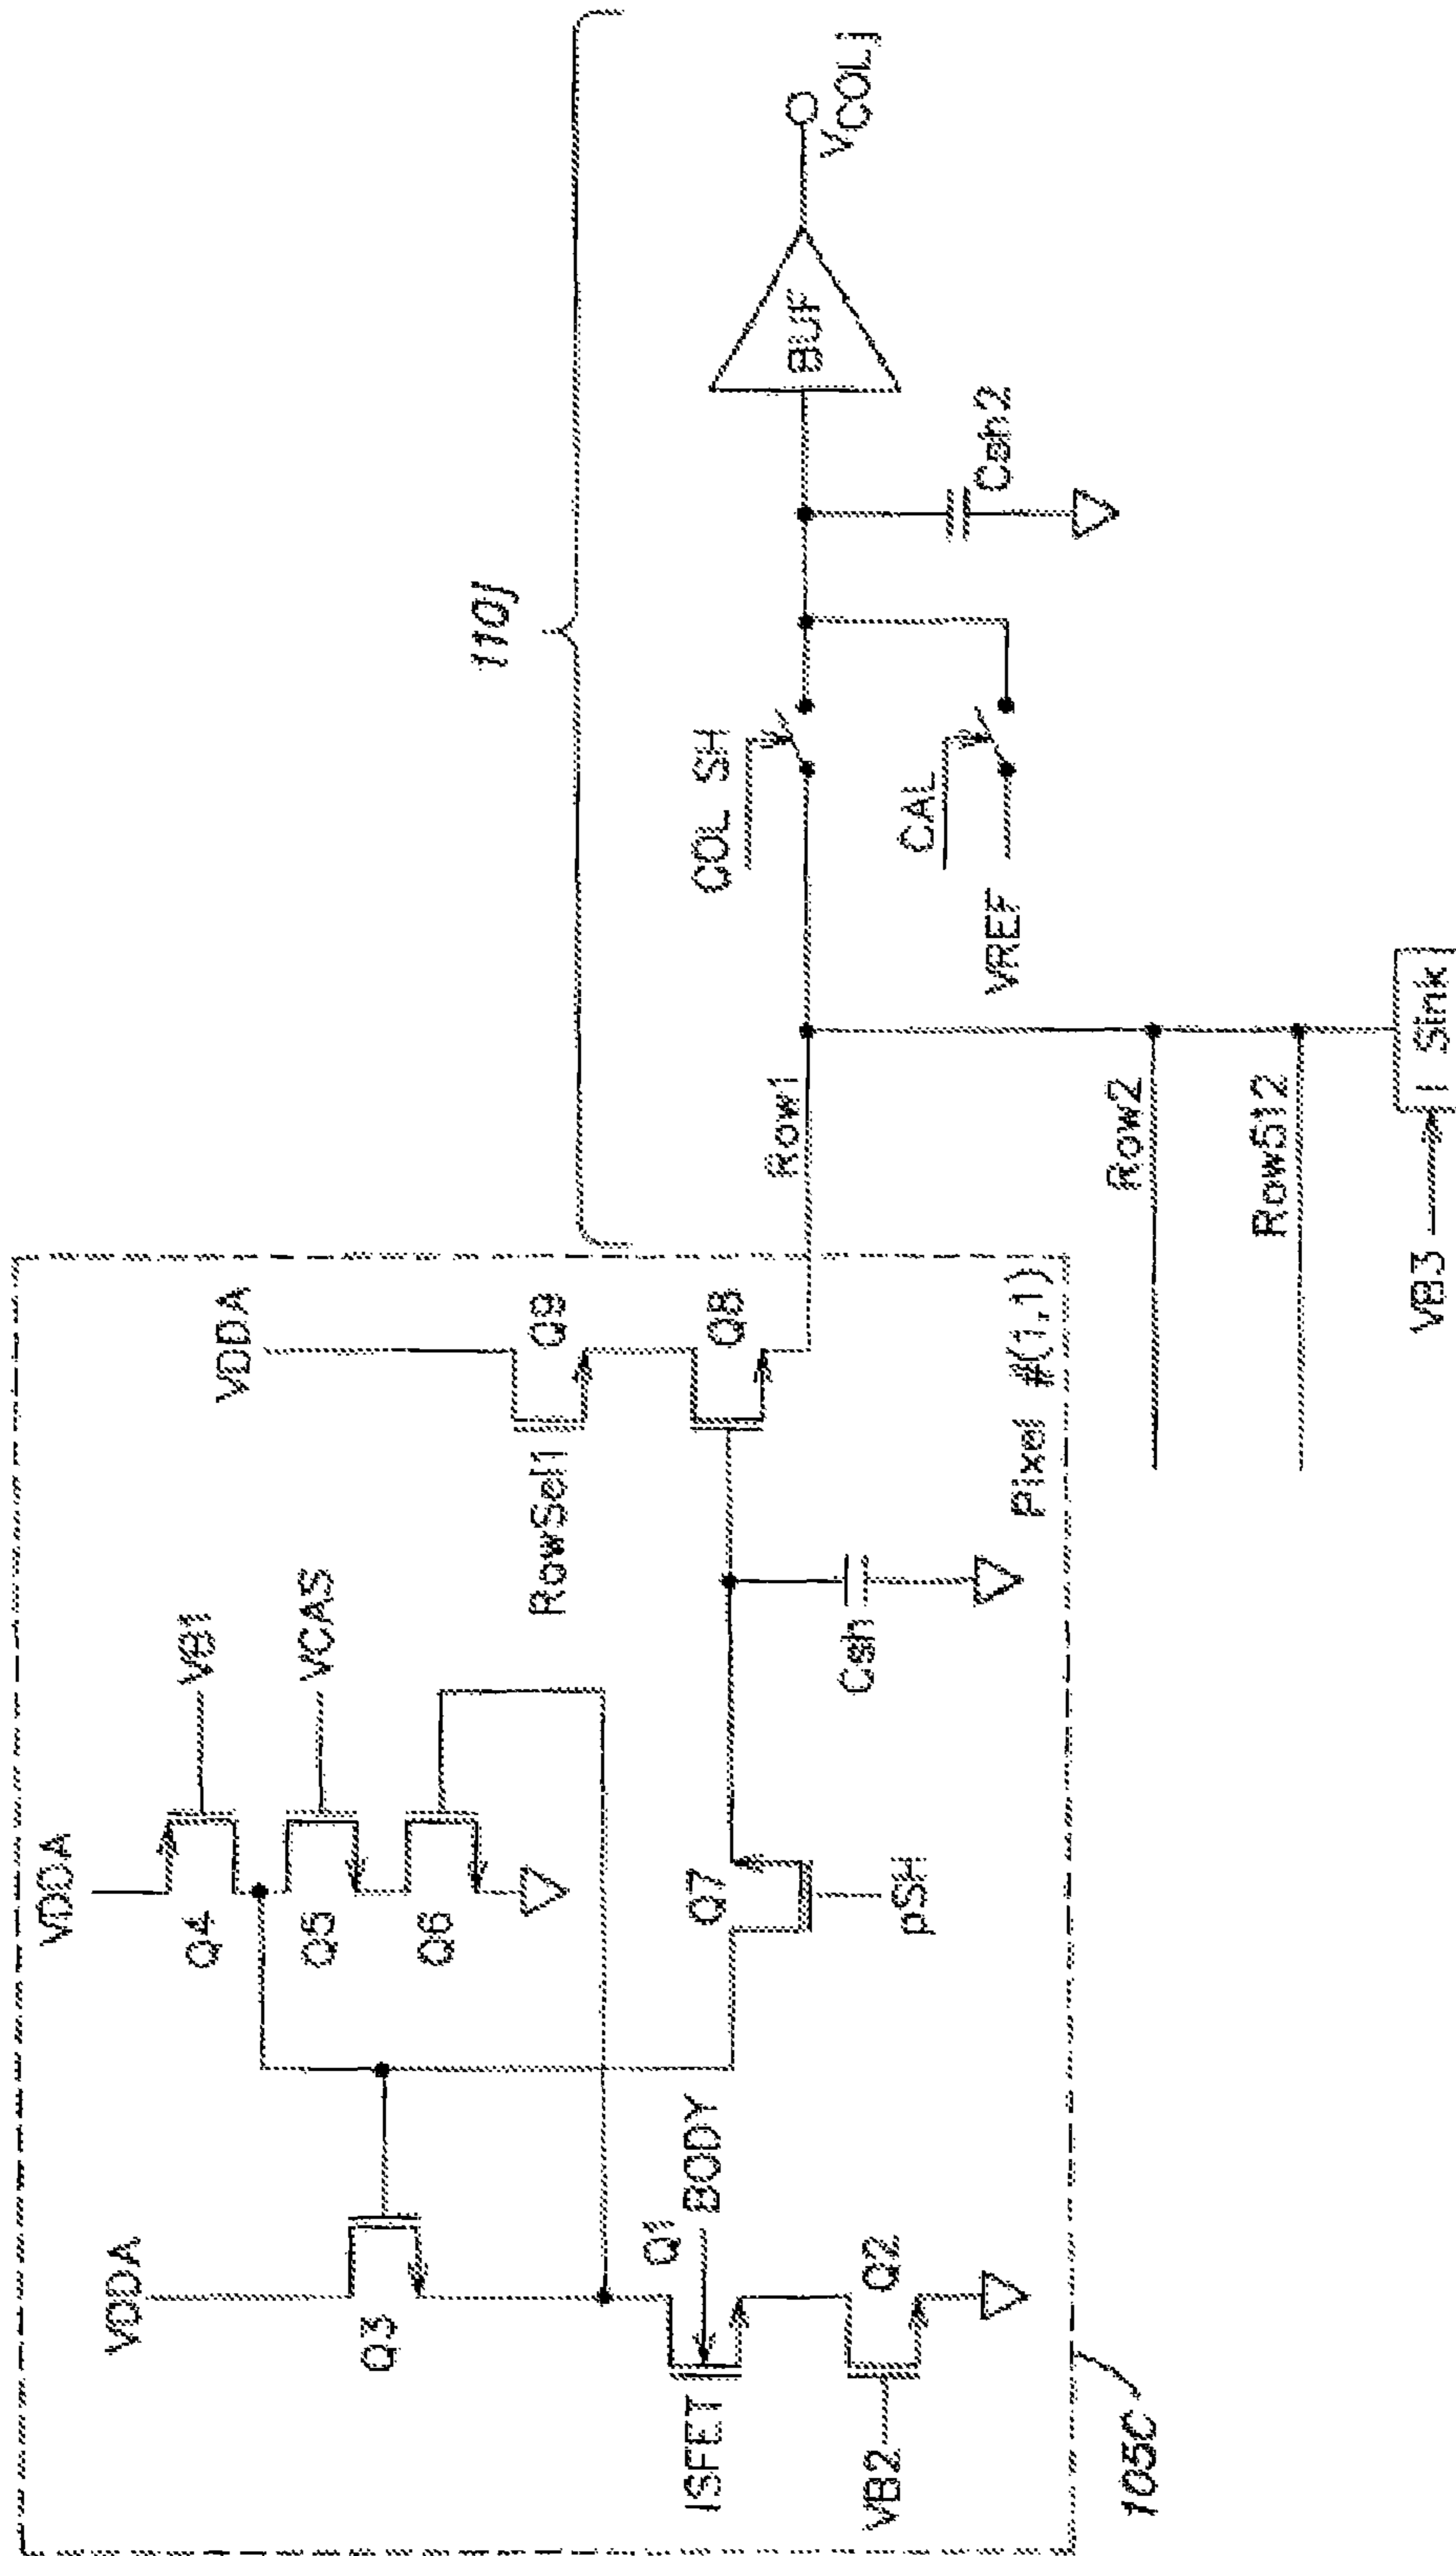 110j
VDDA
VDDA
VB1
VCAS
Q4
Q5
Q6
Q3
VDDA
RowSel1
Q9
Q8
Q7
pSH
Csh
ISFET
Q1
BODY
VB2
Q2
Pixel #(1,1)
105C
Row1
Row2
Row512
VB3
I Sink
COL SH
CAL
VREF
Csh2
BUF
VCOLj